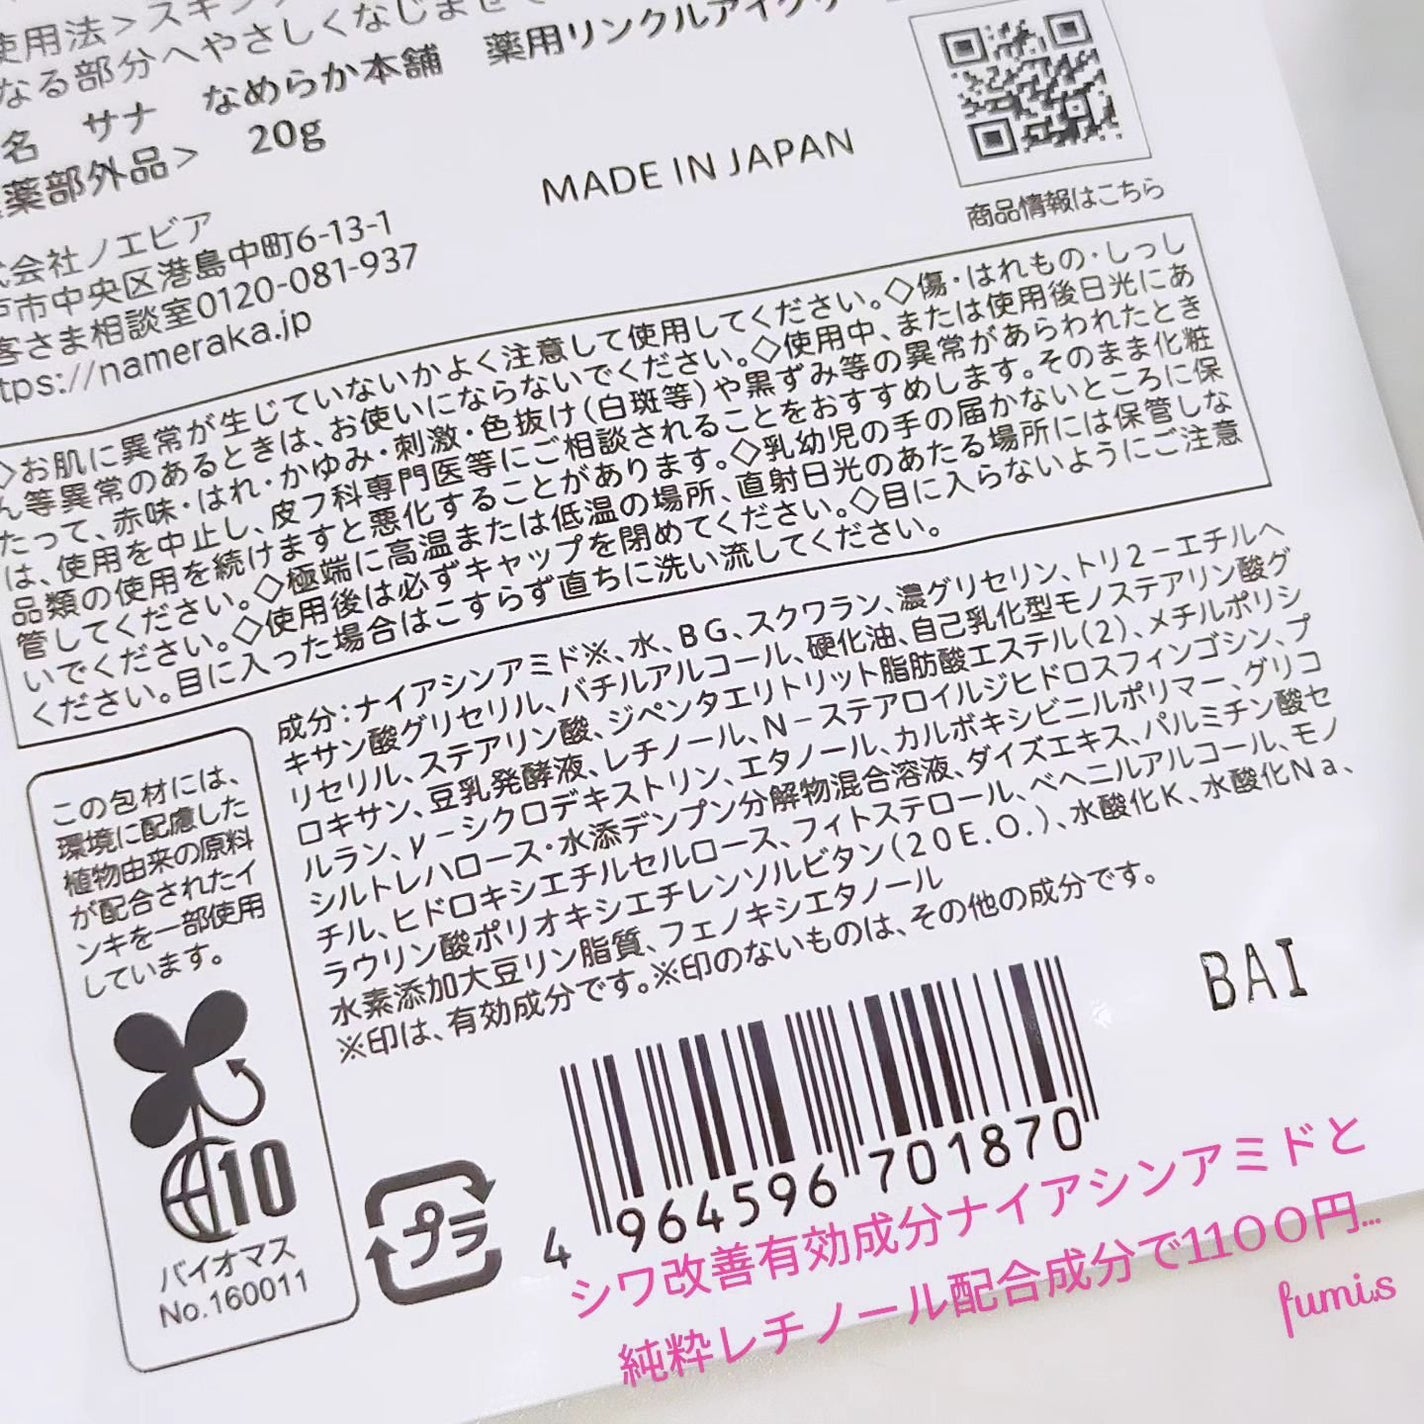 使用法＞スキン
なる部分へやさしくなじませて
名 サナ なめらか本舗 薬用リンクルアイクリ
薬部外品＞ 20g
MADE IN JAPAN
商品情報はこちら
式会社ノエビア
戸市中央区港島中町6-13-1
客さま相談室0120-081-937
tps://nameraka.jp
◇お肌に異常が生じていないかよく注意して使用してください。◇傷・はれもの・しっし
ん等異常のあるときは、お使いにならないでください。◇使用中、または使用後日光にあ
たって、赤味・はれ・かゆみ・刺激・色抜け(白斑等)や黒ずみ等の異常があらわれたとき
は、使用を中止し、皮フ科専門医等にご相談されることをおすすめします。そのまま化粧
品類の使用を続けますと悪化することがあります。◇乳幼児の手の届かないところに保
管してください。◇極端に高温または低温の場所、直射日光のあたる場所には保管しな
いでください。◇使用後は必ずキャップを閉めてください。◇目に入らないようにご注意
ください。目に入った場合はこすらず直ちに洗い流してください。
成分：ナイアシンアミド※、水、ＢＧ、スクワラン、濃グリセリン、トリ２－エチルヘ
キサン酸グリセリル、バチルアルコール、硬化油、自己乳化型モノステアリン酸グ
リセリル、ステアリン酸、ジペンタエリトリット脂肪酸エステル(２)、メチルポリシ
ロキサン、豆乳発酵液、レチノール、Ｎ－ステアロイルジヒドロスフィンゴシン、プ
ルラン、γ－シクロデキストリン、エタノール、カルボキシビニルポリマー、グリコ
シルトレハロース・水添デンプン分解物混合溶液、ダイズエキス、パルミチン酸セ
チル、ヒドロキシエチルセルロース、フィトステロール、ベヘニルアルコール、モノ
ラウリン酸ポリオキシエチレンソルビタン(２０Ｅ.Ｏ.)、水酸化Ｋ、水酸化Ｎａ、
水素添加大豆リン脂質、フェノキシエタノール
※印は、有効成分です。※印のないものは、その他の成分です。
この包材には、
環境に配慮した
植物由来の原料
が配合されたイ
ンキを一部使用
しています。
10
バイオマス
No.160011
プラ
BAI
4 964596 701870
シワ改善有効成分ナイアシンアミドと
純粋レチノール配合成分で1100円...
fumi.s